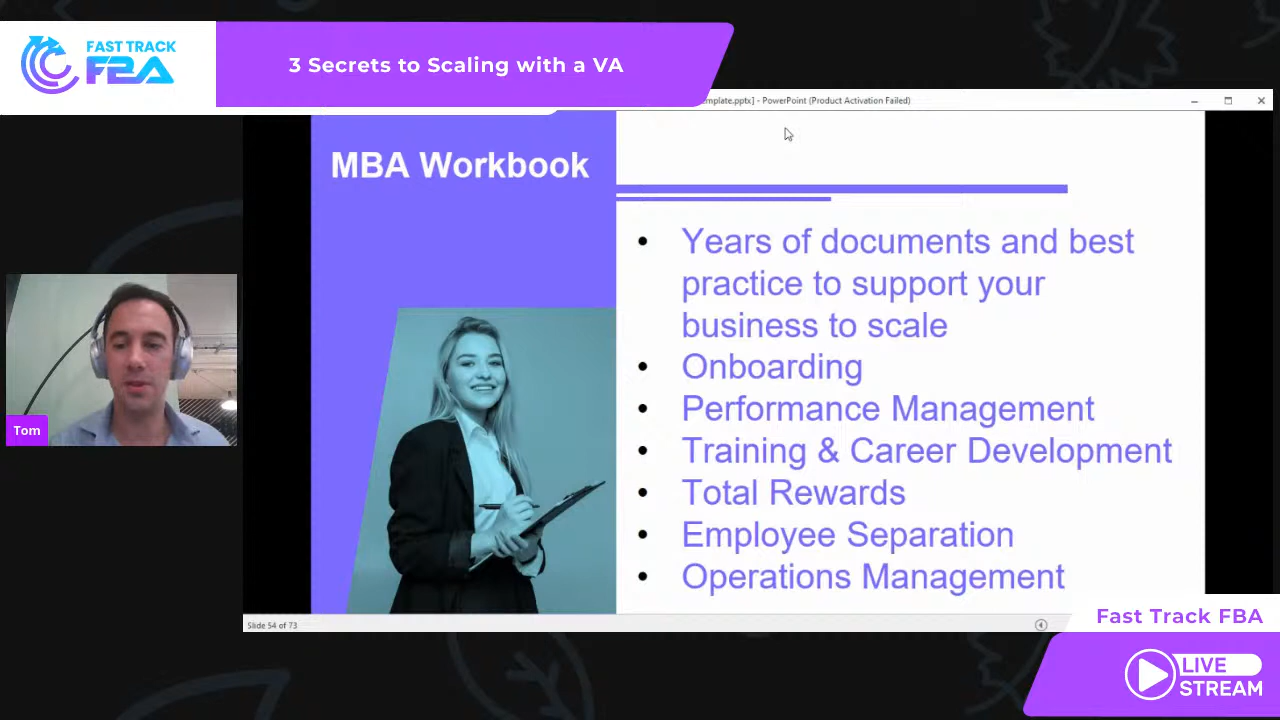 FAST TRACK
FBA
3 Secrets to Scaling with a VA
emplate.pptx] - PowerPoint (Product Activation Failed)
MBA Workbook
• Years of documents and best
practice to support your
business to scale
• Onboarding
• Performance Management
• Training & Career Development
• Total Rewards
• Employee Separation
• Operations Management
Tom
Slide 54 of 73
Fast Track FBA
LIVE
STREAM